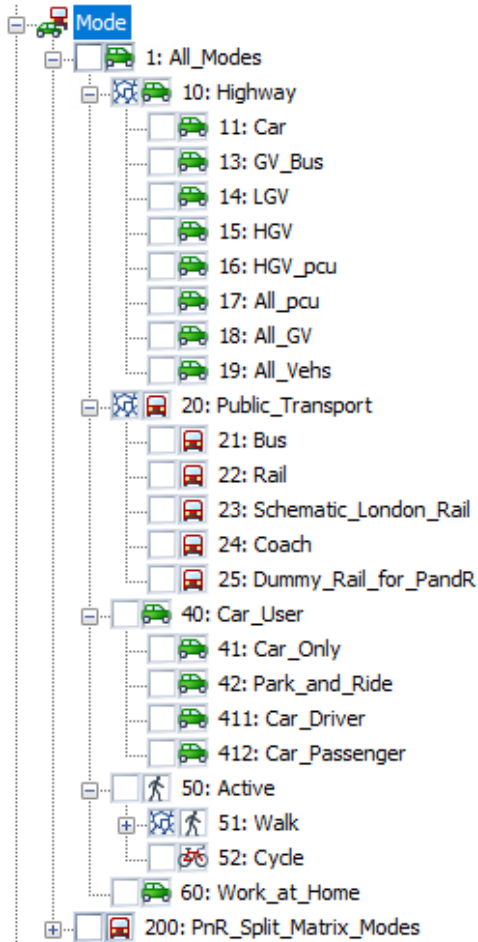 Mode
1: All_Modes
10: Highway
11: Car
13: GV_Bus
14: LGV
15: HGV
16: HGV_pcu
17: All_pcu
18: All_GV
19: All_Vehs
20: Public_Transport
21: Bus
22: Rail
23: Schematic_London_Rail
24: Coach
25: Dummy_Rail_for_PandR
40: Car_User
41: Car_Only
42: Park_and_Ride
411: Car_Driver
412: Car_Passenger
50: Active
51: Walk
52: Cycle
60: Work_at_Home
200: PnR_Split_Matrix_Modes